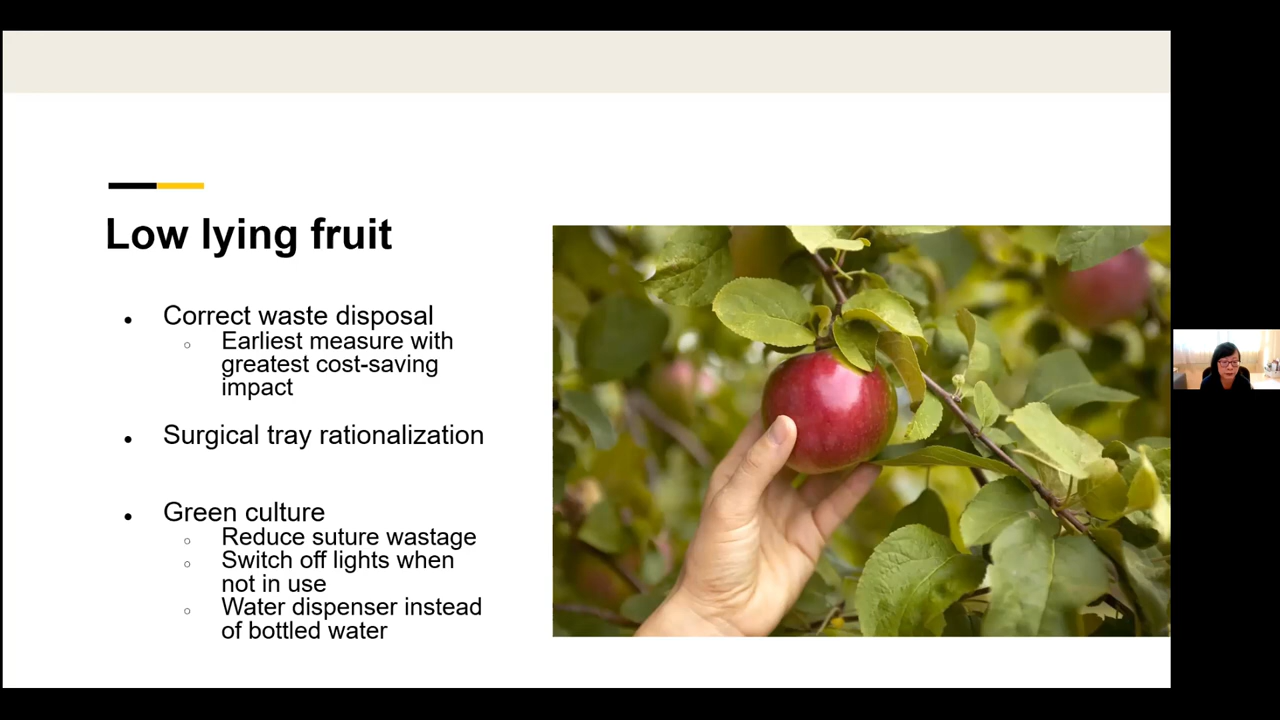 Low lying fruit
Correct waste disposal
Earliest measure with
greatest cost-saving
impact
Surgical tray rationalization
Green culture
Reduce suture wastage
Switch off lights when
not in use
Water dispenser instead
of bottled water